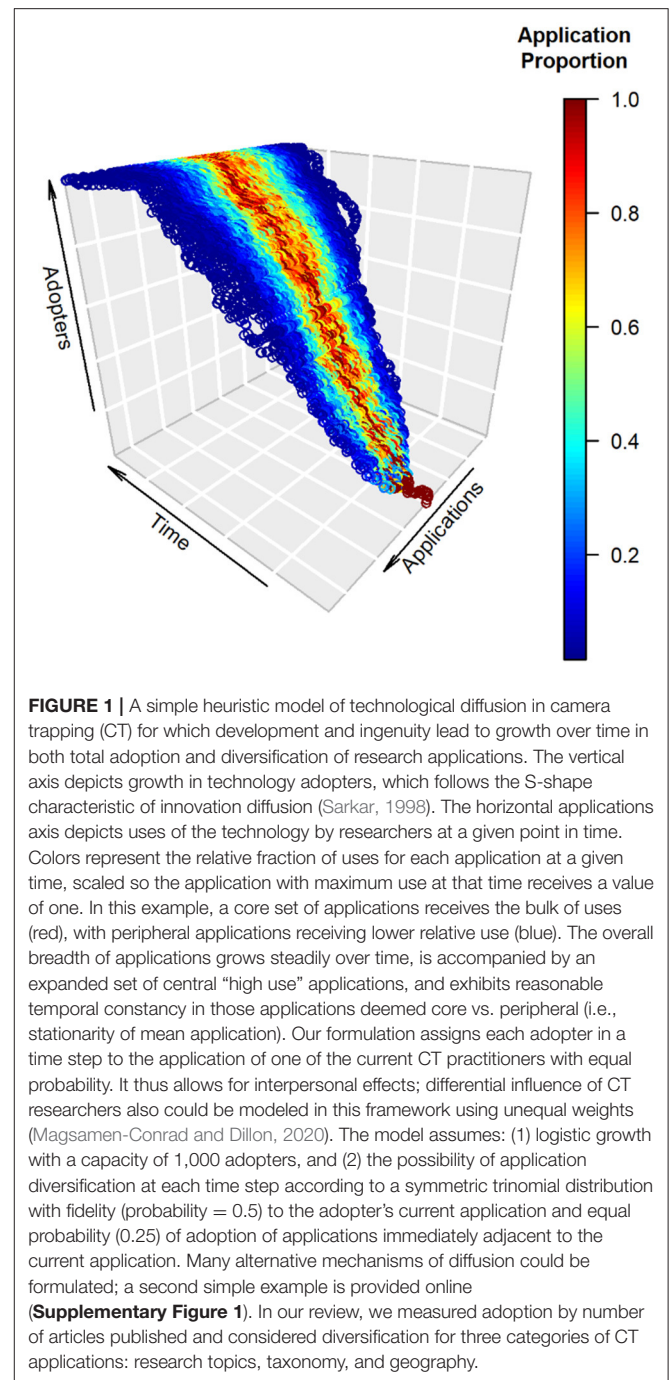 Application
Proportion
1.0
0.8
0.6
0.4
0.2
Adopters
Time
Applications
FIGURE 1 | A simple heuristic model of technological diffusion in camera
trapping (CT) for which development and ingenuity lead to growth over time in
both total adoption and diversification of research applications. The vertical
axis depicts growth in technology adopters, which follows the S-shape
characteristic of innovation diffusion (Sarkar, 1998). The horizontal applications
axis depicts uses of the technology by researchers at a given point in time.
Colors represent the relative fraction of uses for each application at a given
time, scaled so the application with maximum use at that time receives a value
of one. In this example, a core set of applications receives the bulk of uses
(red), with peripheral applications receiving lower relative use (blue). The overall
breadth of applications grows steadily over time, is accompanied by an
expanded set of central “high use” applications, and exhibits reasonable
temporal constancy in those applications deemed core vs. peripheral (i.e.,
stationarity of mean application). Our formulation assigns each adopter in a
time step to the application of one of the current CT practitioners with equal
probability. It thus allows for interpersonal effects; differential influence of CT
researchers also could be modeled in this framework using unequal weights
(Magsamen-Conrad and Dillon, 2020). The model assumes: (1) logistic growth
with a capacity of 1,000 adopters, and (2) the possibility of application
diversification at each time step according to a symmetric trinomial distribution
with fidelity (probability = 0.5) to the adopter’s current application and equal
probability (0.25) of adoption of applications immediately adjacent to the
current application. Many alternative mechanisms of diffusion could be
formulated; a second simple example is provided online
(Supplementary Figure 1). In our review, we measured adoption by number
of articles published and considered diversification for three categories of CT
applications: research topics, taxonomy, and geography.